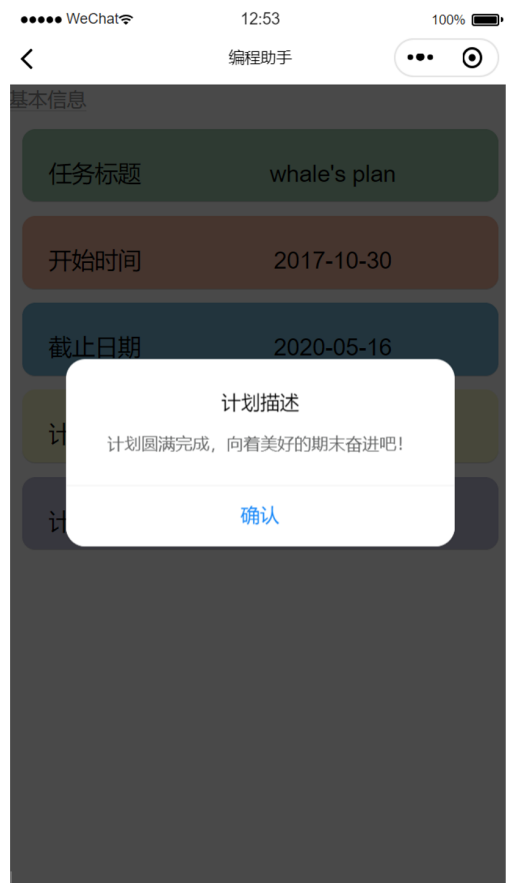 WeChat 12:53 100%
编程助手
基本信息
任务标题 whale's plan
开始时间 2017-10-30
截止日期 2020-05-16
计划描述
计划圆满完成，向着美好的期末奋进吧！
计
确认
计